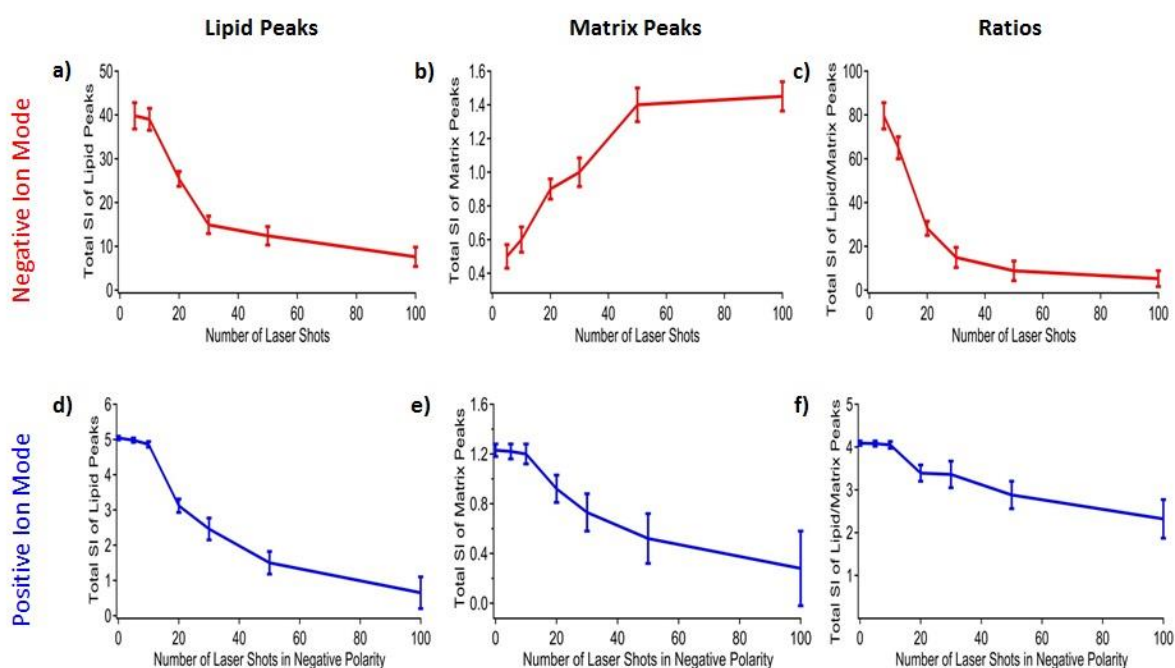 Lipid Peaks
Matrix Peaks
Ratios
Negative Ion Mode
a)
Total SI of Lipid Peaks
50
40
30
20
10
0
0 20 40 60 80 100
Number of Laser Shots
b)
Total SI of Matrix Peaks
1.6
1.4
1.2
1.0
0.8
0.6
0.4
0 20 40 60 80 100
Number of Laser Shots
c)
Total SI of Lipid/Matrix Peaks
100
80
60
40
20
0
0 20 40 60 80 100
Number of Laser Shots
Positive Ion Mode
d)
Total SI of Lipid Peaks
6
5
4
3
2
1
0
0 20 40 60 80 100
Number of Laser Shots in Negative Polarity
e)
Total SI of Matrix Peaks
1.6
1.2
0.8
0.4
0.0
0 20 40 60 80 100
Number of Laser Shots in Negative Polarity
f)
Total SI of Lipid/Matrix Peaks
5
4
3
2
1
0 20 40 60 80 100
Number of Laser Shots in Negative Polarity